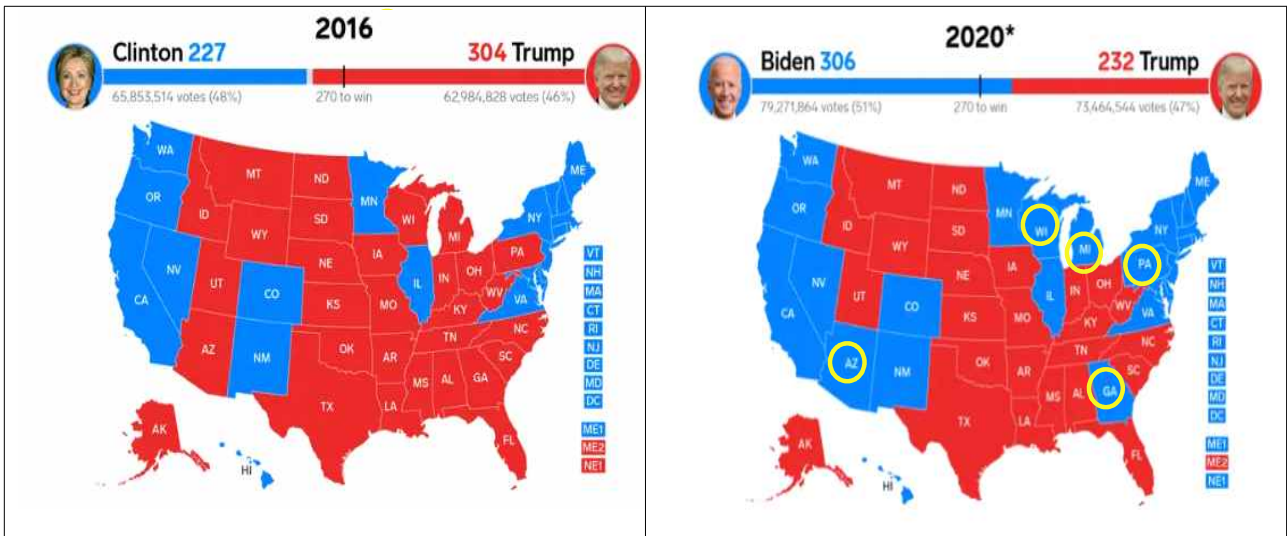 2016
Clinton 227
304 Trump
65,853,514 votes (48%)
270 to win
62,984,828 votes (46%)
WA
OR
CA
NV
ID
MT
WY
UT
AZ
CO
NM
ND
SD
NE
KS
OK
TX
MN
IA
MO
AR
LA
WI
IL
MI
IN
OH
KY
TN
MS
AL
GA
FL
SC
NC
VA
WV
PA
NY
ME
AK
HI
VT
NH
MA
CT
RI
NJ
DE
MD
DC
ME1
ME2
NE1
2020*
Biden 306
232 Trump
79,271,864 votes (51%)
270 to win
73,464,544 votes (47%)
WA
OR
CA
NV
ID
MT
WY
UT
AZ
CO
NM
ND
SD
NE
KS
OK
TX
MN
IA
MO
AR
LA
WI
IL
MI
IN
OH
KY
TN
MS
AL
GA
FL
SC
NC
VA
WV
PA
NY
ME
AK
HI
VT
NH
MA
CT
RI
NJ
DE
MD
DC
ME1
ME2
NE1